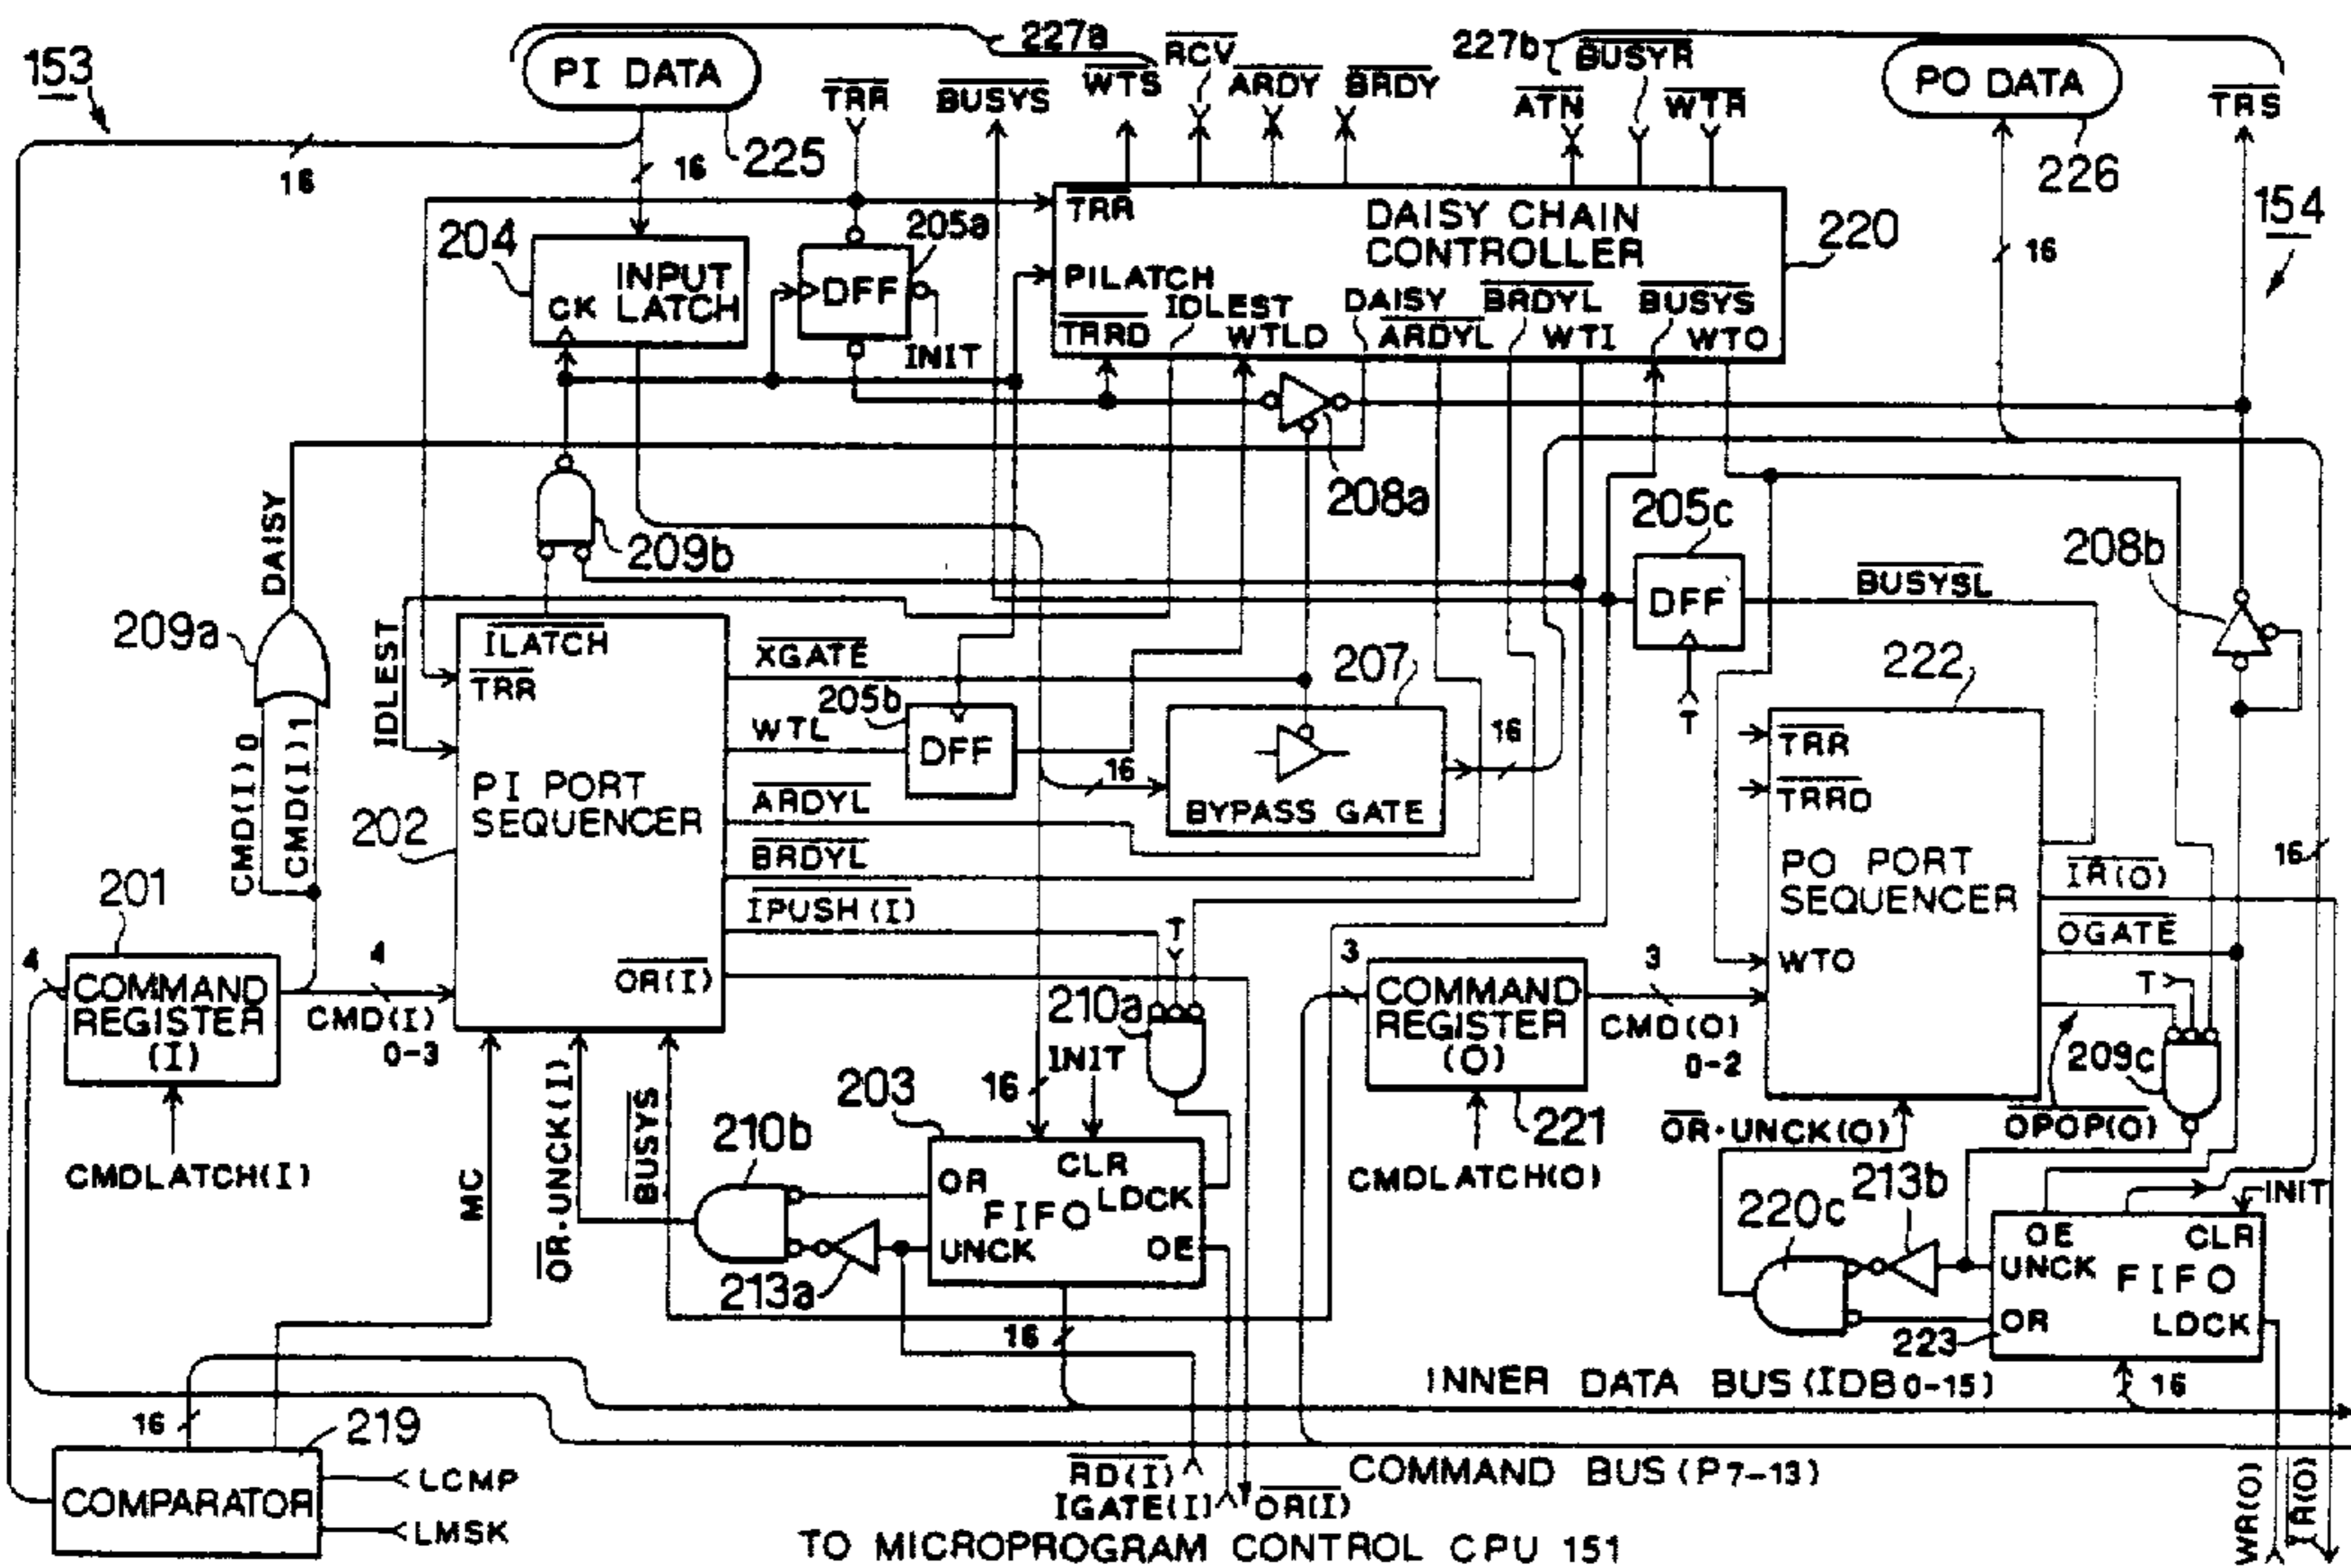 153
PI DATA
227a
TRR
BUSYS
WTS
RCV
ARDY
BRDY
227b
BUSYR
ATN
WTR
PO DATA
TRS
16
16
225
226
154
16
204
INPUT
LATCH
CK
205a
DFF
INIT
TRR
DAISY CHAIN
CONTROLLER
220
PILATCH
IDLEST
DAISY
BRDYL
BUSYS
TRRD
WTLD
ARDYL
WTI
WTO
208a
DAISY
209b
205c
DFF
BUSYSL
208b
209a
IDLEST
ILATCH
TRR
XGATE
207
222
T
205b
WTL
DFF
16
16
BYPASS GATE
TRR
TRRD
PI PORT
SEQUENCER
202
ARDYL
BRDYL
IPUSH(I)
OR(I)
CMD(I)0
CMD(I)1
201
4
4
COMMAND
REGISTER
(I)
CMD(I)
0-3
CMDLATCH(I)
PO PORT
SEQUENCER
WTO
16
IR(O)
OGATE
T
T
210a
INIT
3
3
COMMAND
REGISTER
(O)
CMD(O)
0-2
221
CMDLATCH(O)
209c
OPOP(O)
OR·UNCK(O)
MC
OR·UNCK(I)
BUSYS
210b
203
16
CLR
OR
FIFO
LDCK
UNCK
OE
213a
16
220c
213b
INIT
OE
CLR
UNCK
FIFO
OR
LDCK
223
INNER DATA BUS(IDB0-15)
16
16
219
COMPARATOR
LCMP
LMSK
RD(I)
IGATE(I)
OR(I)
COMMAND BUS(P7-13)
WR(O)
IR(O)
TO MICROPROGRAM CONTROL CPU 151